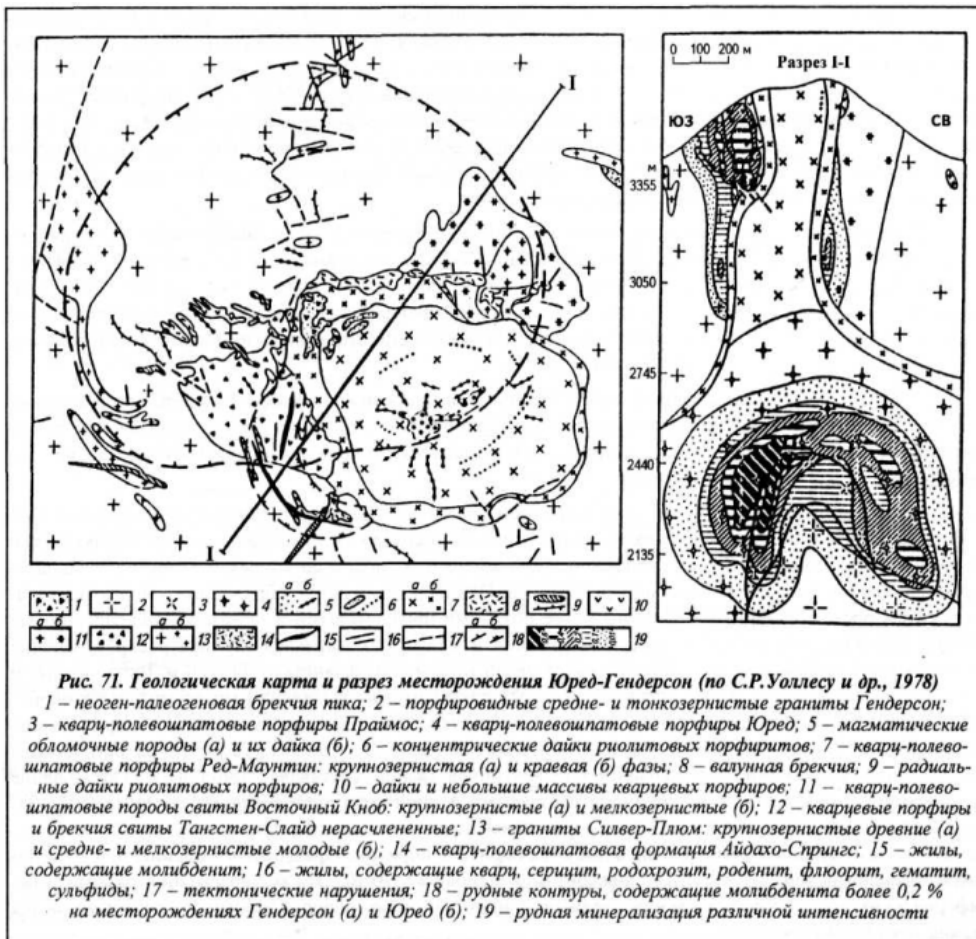 I
I
0 100 200 м
Разрез I-I
ЮЗ
СВ
м
3355
3050
2745
2440
2135
а б
а б
1 2 3 4 5 6 7 8 9 10
а б
а б
а б
11 12 13 14 15 16 17 18 19
Рис. 71. Геологическая карта и разрез месторождения Юред-Гендерсон (по С.Р.Уоллесу и др., 1978)
1 – неоген-палеогеновая брекчия пика; 2 – порфировидные средне- и тонкозернистые граниты Гендерсон;
3 – кварц-полевошпатовые порфиры Праймос; 4 – кварц-полевошпатовые порфиры Юред; 5 – магматические
обломочные породы (а) и их дайка (б); 6 – концентрические дайки риолитовых порфиритов; 7 – кварц-полево-
шпатовые порфиры Ред-Маунтин: крупнозернистая (а) и краевая (б) фазы; 8 – валунная брекчия; 9 – радиаль-
ные дайки риолитовых порфиров; 10 – дайки и небольшие массивы кварцевых порфиров; 11 – кварц-полево-
шпатовые породы свиты Восточный Кноб: крупнозернистые (а) и мелкозернистые (б); 12 – кварцевые порфиры
и брекчия свиты Тангстен-Слайд нерасчлененные; 13 – граниты Силвер-Плюм: крупнозернистые древние (а)
и средне- и мелкозернистые молодые (б); 14 – кварц-полевошпатовая формация Айдахо-Спрингс; 15 – жилы,
содержащие молибденит; 16 – жилы, содержащие кварц, серицит, родохрозит, роденит, флюорит, гематит,
сульфиды; 17 – тектонические нарушения; 18 – рудные контуры, содержащие молибденита более 0,2 %
на месторождениях Гендерсон (а) и Юред (б); 19 – рудная минерализация различной интенсивности